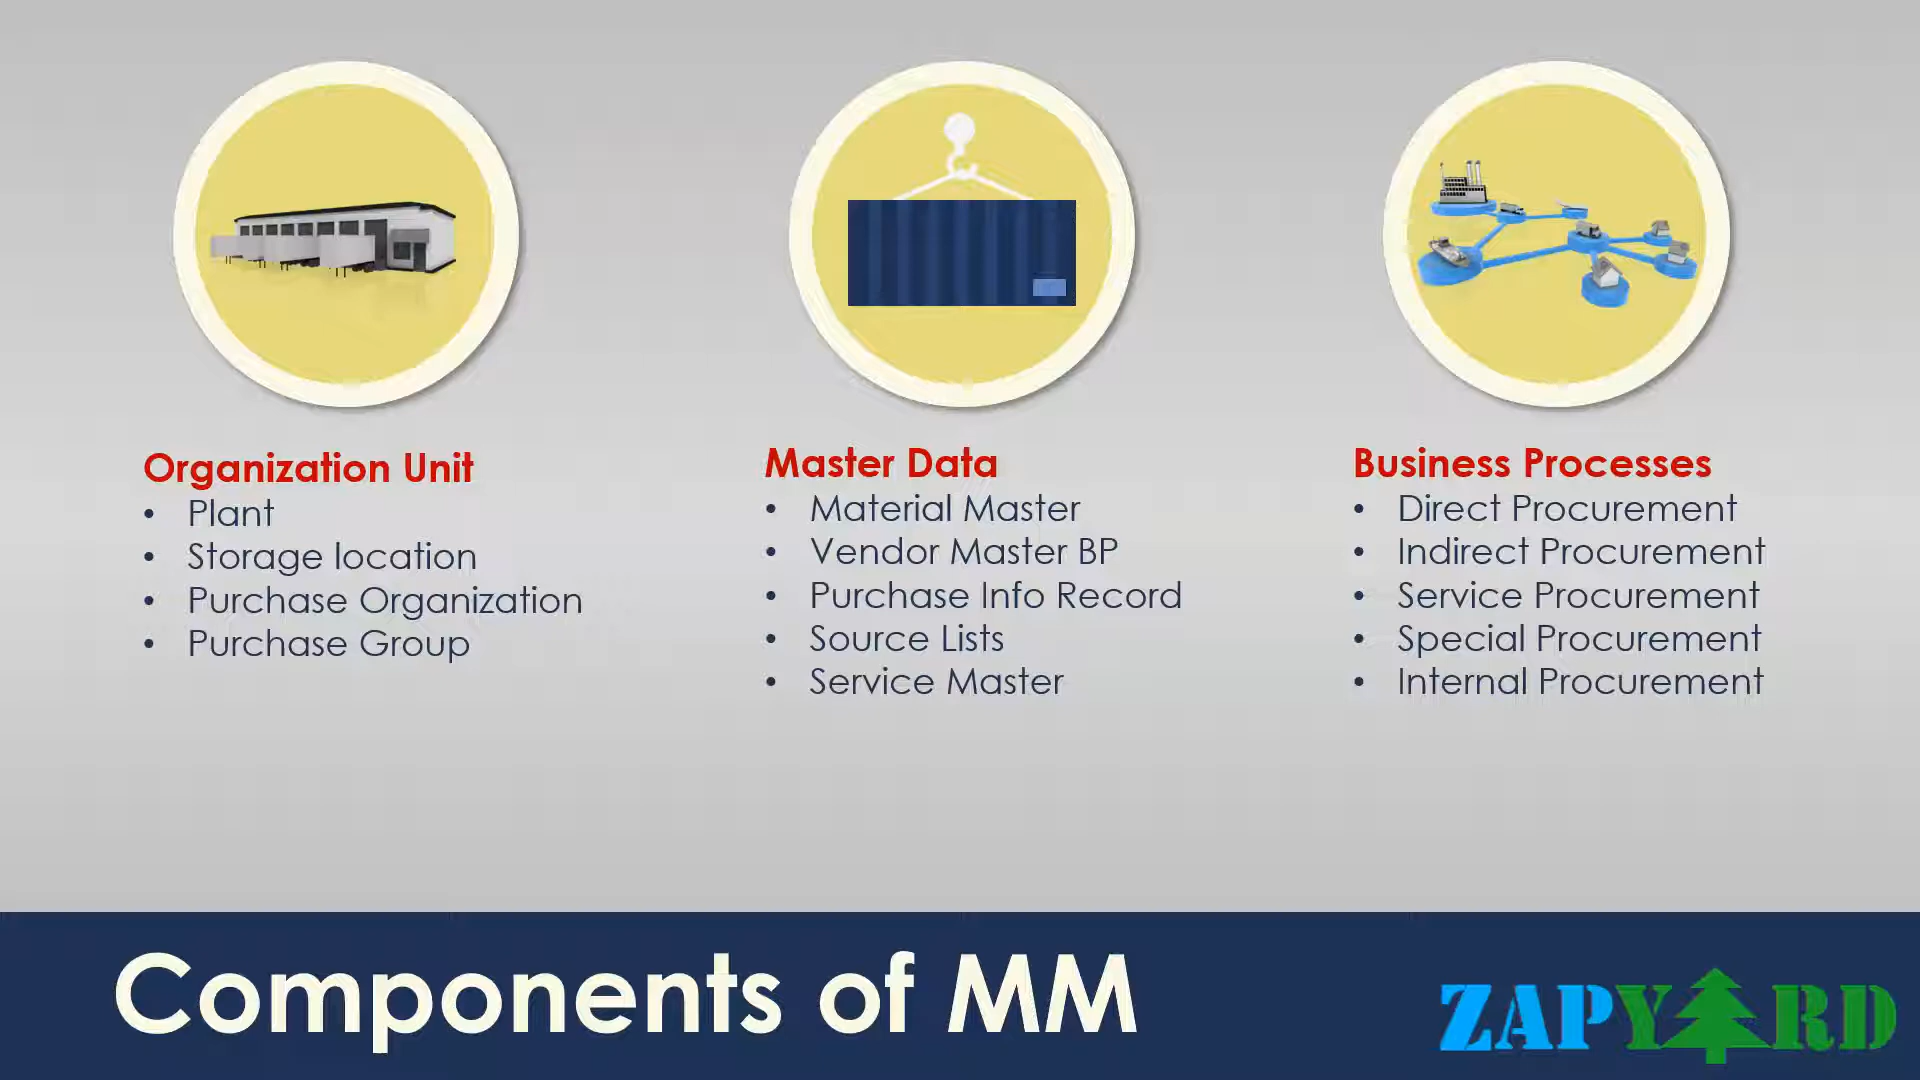 Organization Unit
• Plant
• Storage location
• Purchase Organization
• Purchase Group
Master Data
• Material Master
• Vendor Master BP
• Purchase Info Record
• Source Lists
• Service Master
Business Processes
• Direct Procurement
• Indirect Procurement
• Service Procurement
• Special Procurement
• Internal Procurement
Components of MM
ZAPYARD